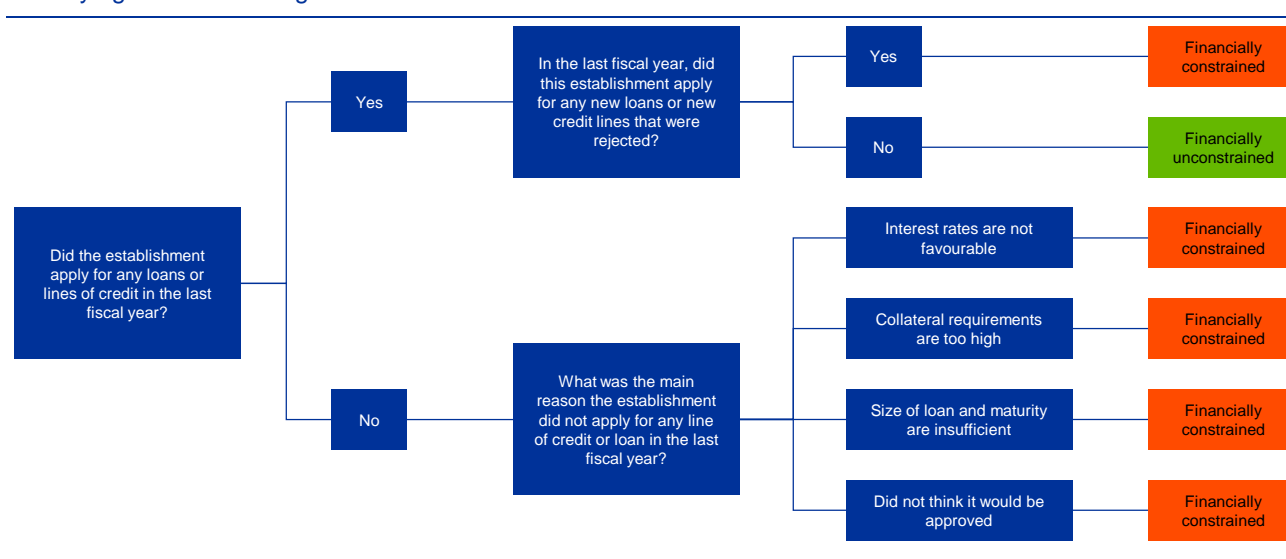 Did the establishment
apply for any loans or
lines of credit in the last
fiscal year?
Yes
In the last fiscal year, did
this establishment apply
for any new loans or new
credit lines that were
rejected?
Yes
Financially
constrained
No
Financially
unconstrained
No
What was the main
reason the establishment
did not apply for any line
of credit or loan in the last
fiscal year?
Interest rates are not
favourable
Financially
constrained
Collateral requirements
are too high
Financially
constrained
Size of loan and maturity
are insufficient
Financially
constrained
Did not think it would be
approved
Financially
constrained